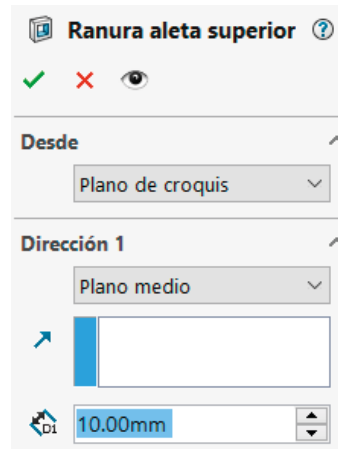 Ranura aleta superior ?
Desde
Plano de croquis
Dirección 1
Plano medio
D1 10.00mm